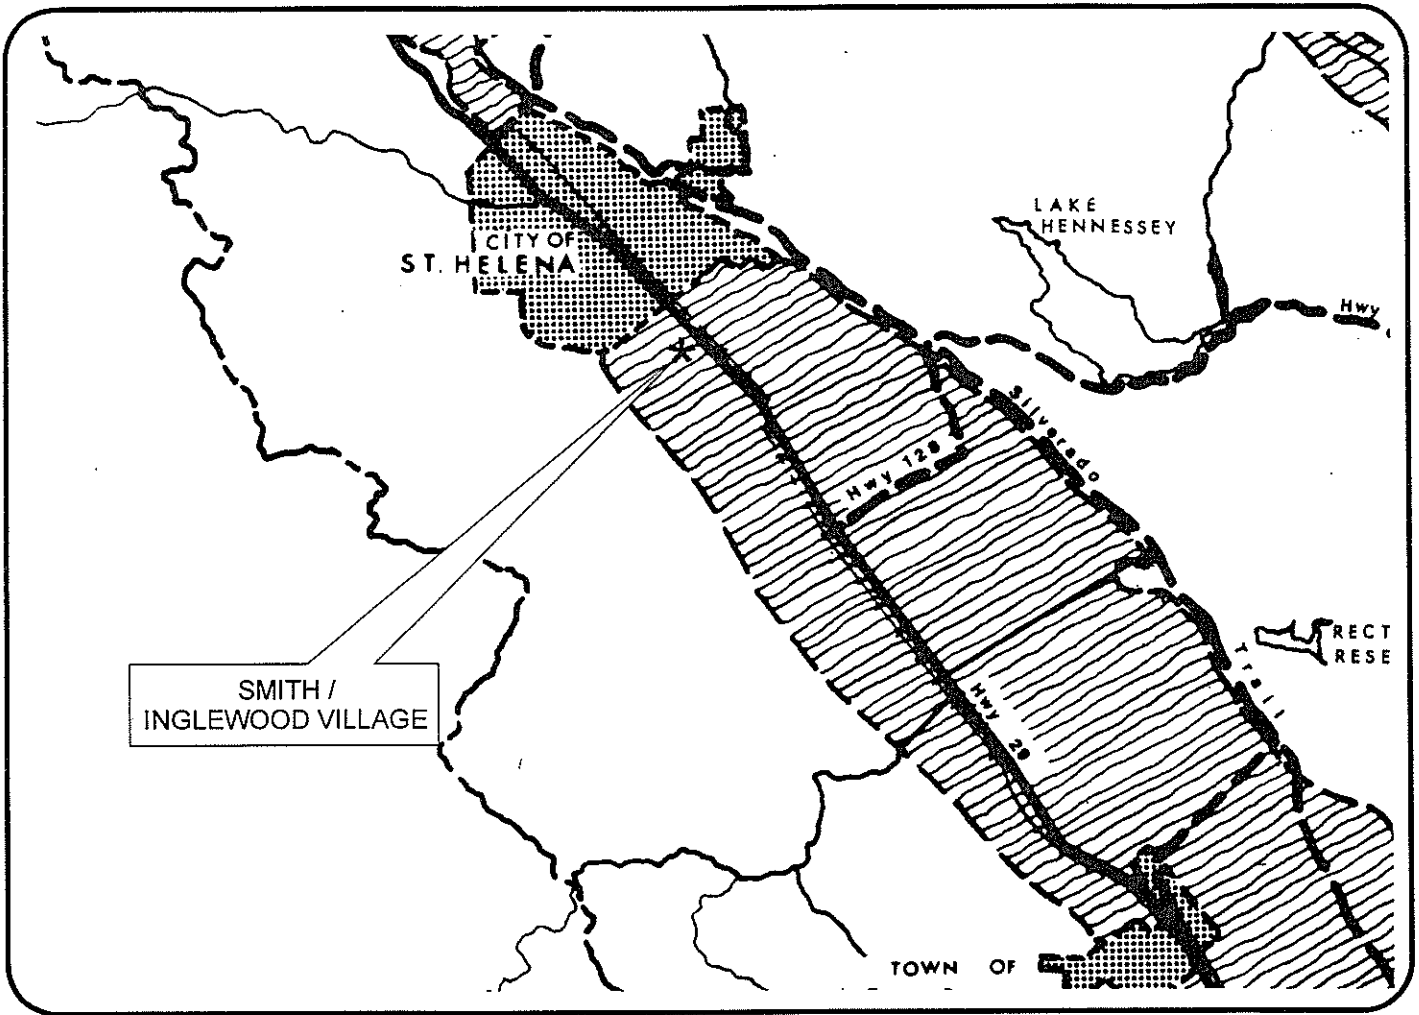 LAKE
HENNESSEY
CITY OF
ST. HELENA
Hwy
Silverado
Hwy 128
RECT
RESE
Trail
SMITH /
INGLEWOOD VILLAGE
Hwy 29
TOWN OF